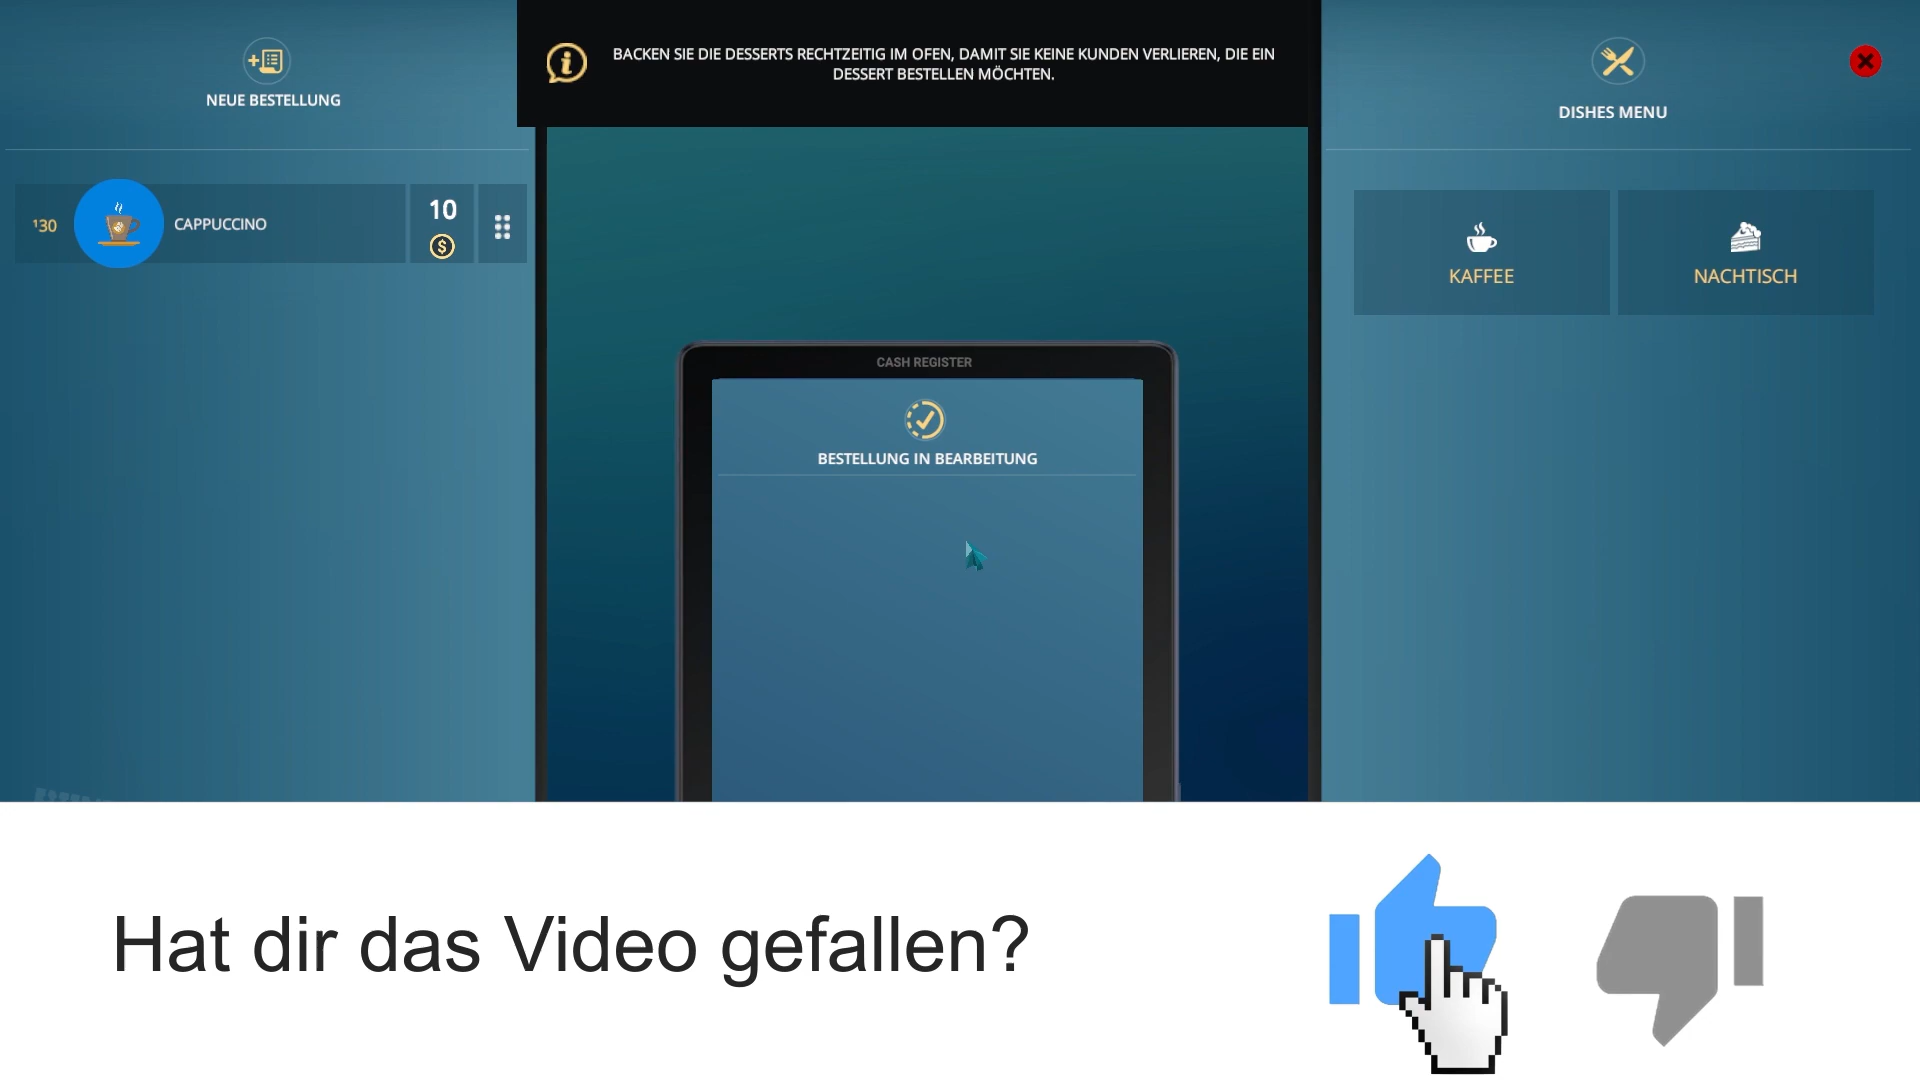 NEUE BESTELLUNG
BACKEN SIE DIE DESSERTS RECHTZEITIG IM OFEN, DAMIT SIE KEINE KUNDEN VERLIEREN, DIE EIN
DESSERT BESTELLEN MÖCHTEN.
DISHES MENU
130
CAPPUCCINO
10
KAFFEE
NACHTISCH
CASH REGISTER
BESTELLUNG IN BEARBEITUNG
Hat dir das Video gefallen?